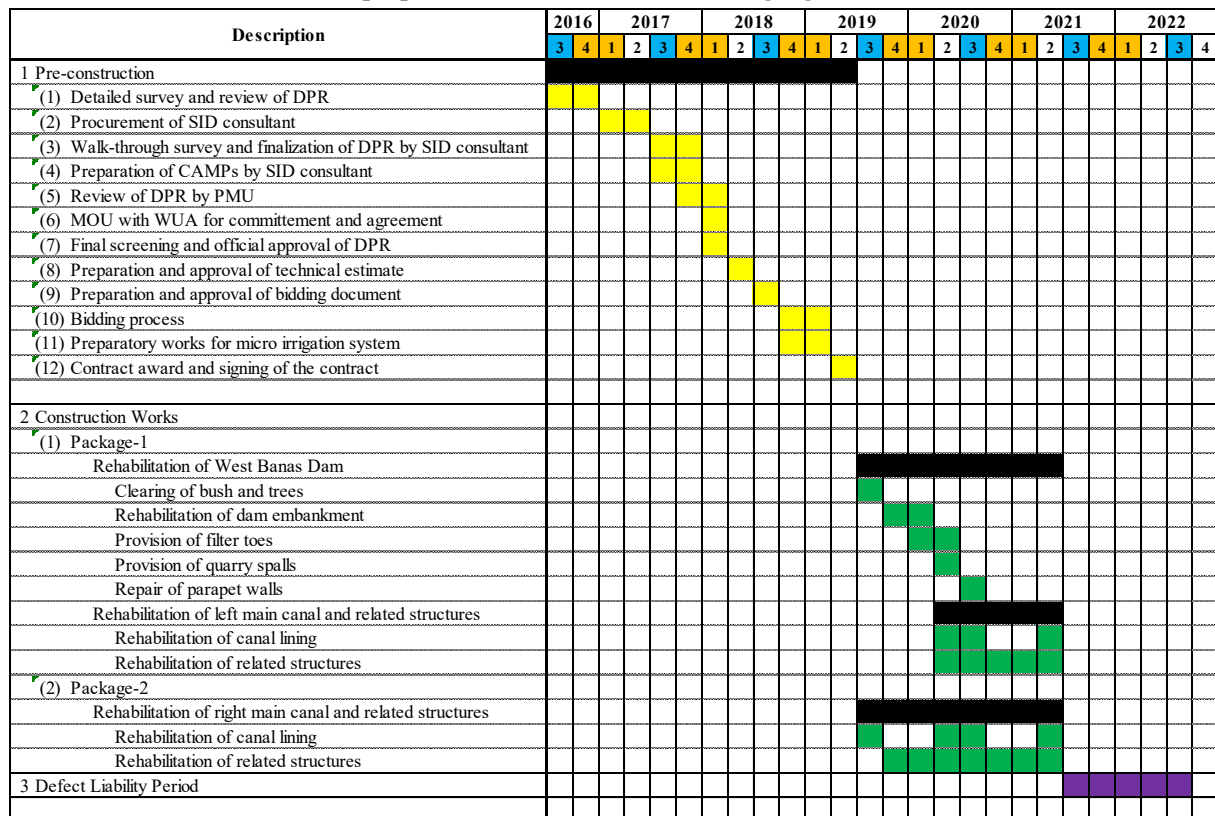 Description
2016 2017 2018 2019 2020 2021 2022
3 4 1 2 3 4 1 2 3 4 1 2 3 4 1 2 3 4 1 2 3 4 1 2 3 4
1 Pre-construction
(1) Detailed survey and review of DPR
(2) Procurement of SID consultant
(3) Walk-through survey and finalization of DPR by SID consultant
(4) Preparation of CAMPs by SID consultant
(5) Review of DPR by PMU
(6) MOU with WUA for committement and agreement
(7) Final screening and official approval of DPR
(8) Preparation and approval of technical estimate
(9) Preparation and approval of bidding document
(10) Bidding process
(11) Preparatory works for micro irrigation system
(12) Contract award and signing of the contract
2 Construction Works
(1) Package-1
Rehabilitation of West Banas Dam
Clearing of bush and trees
Rehabilitation of dam embankment
Provision of filter toes
Provision of quarry spalls
Repair of parapet walls
Rehabilitation of left main canal and related structures
Rehabilitation of canal lining
Rehabilitation of related structures
(2) Package-2
Rehabilitation of right main canal and related structures
Rehabilitation of canal lining
Rehabilitation of related structures
3 Defect Liability Period